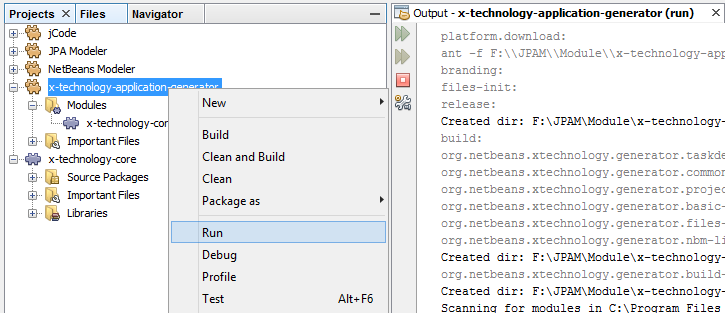 Projects Files Navigator
jCode
JPA Modeler
NetBeans Modeler
x-technology-application-generator
Modules
x-technology-cor
Important Files
x-technology-core
Source Packages
Important Files
Libraries
New
Build
Clean and Build
Clean
Package as
Run
Debug
Profile
Test Alt+F6
Output - x-technology-application-generator (run)
platform.download:
ant -f F:\\JPAM\\Module\\x-technology-app
branding:
files-init:
release:
Created dir: F:\JPAM\Module\x-technology-
build:
org.netbeans.xtechnology.generator.taskde
org.netbeans.xtechnology.generator.common
org.netbeans.xtechnology.generator.projec
org.netbeans.xtechnology.generator.basic-
org.netbeans.xtechnology.generator.files-
org.netbeans.xtechnology.generator.nbm-li
Created dir: F:\JPAM\Module\x-technology-
org.netbeans.xtechnology.generator.build-
Created dir: F:\JPAM\Module\x-technology-
Scanning for modules in C:\Program Files